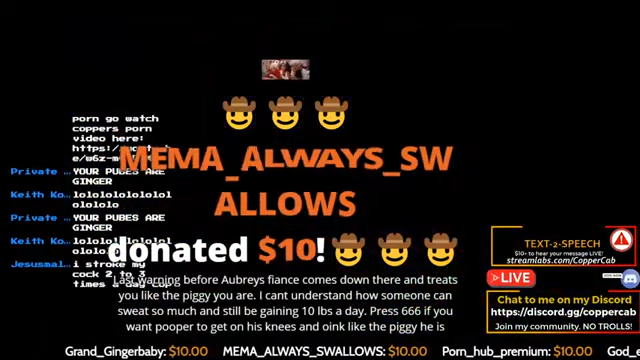 porn go watch
coppers porn
video here:
Private ... YOUR PUBES ARE
GINGER
Keith Ko... lolololololololol
olololo
Private ... YOUR PUBES ARE
GINGER
Keith Ko...
Jesusmal... i stroke my
cock 2 to 3
times a
MEMA_ALWAYS_SW
ALLOWS
donated $10!
Last warning before Aubreys fiance comes down there and treats
you like the piggy you are. I cant understand how someone can
sweat so much and still be gaining 10 lbs a day. Press 666 if you
want pooper to get on his knees and oink like the piggy he is
TEXT-2-SPEECH
$10+ to hear your message LIVE!
streamlabs.com/CopperCab
LIVE
Chat to me on my Discord
https://discord.gg/coppercab
Join my community. NO TROLLS!
Grand_Gingerbaby: $10.00 MEMA_ALWAYS_SWALLOWS: $10.00 Porn_hub_premium: $10.00 God_